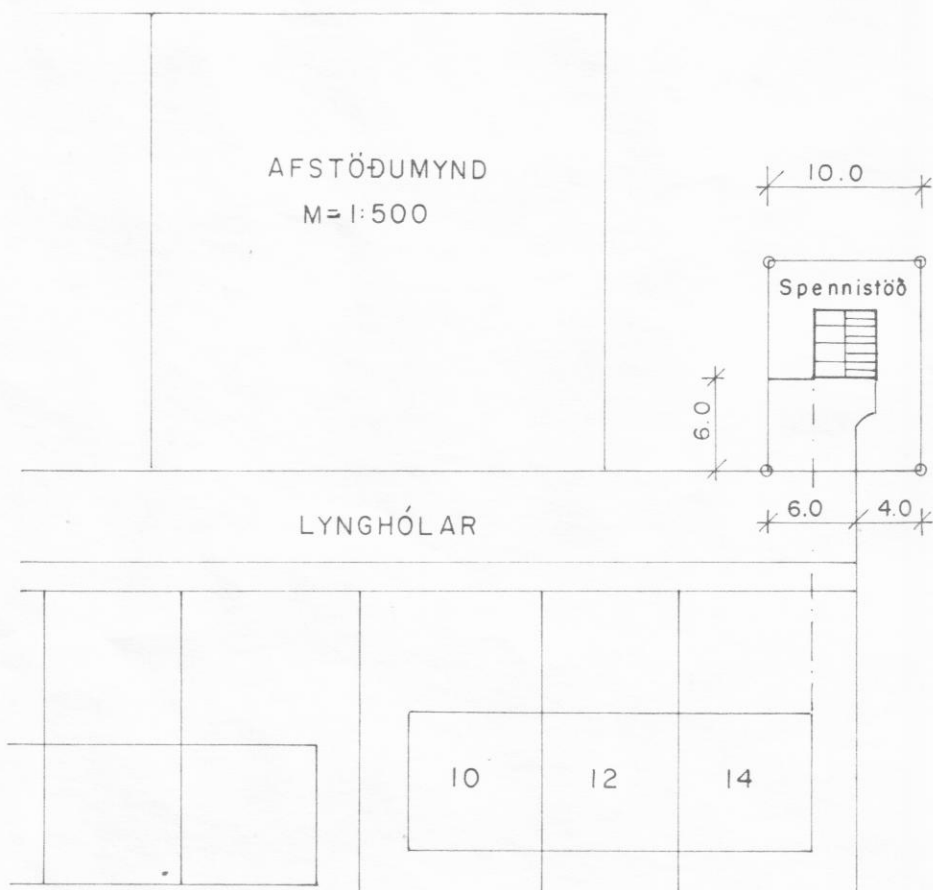 AFSTÖÐUMYND
M=1:500
10.0
Spennistöð
6.0
6.0 4.0
LYNGHÓLAR
10 12 14